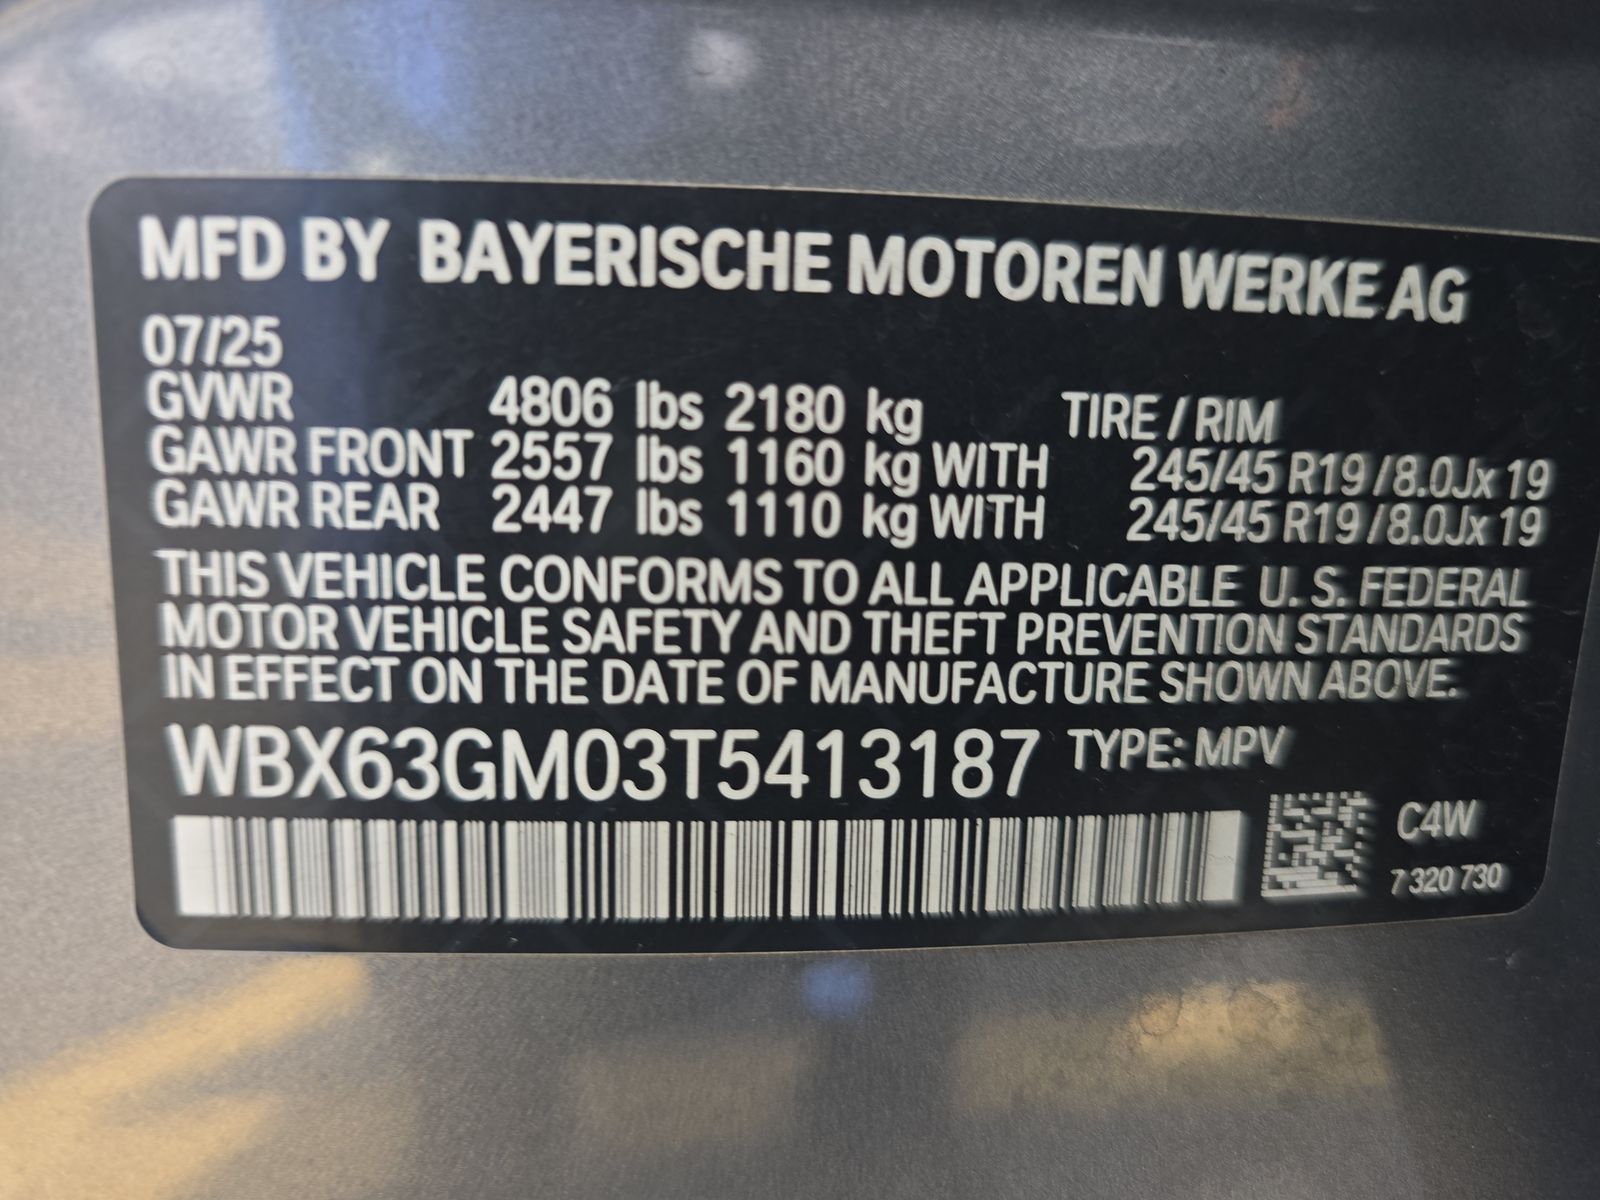 MFD BY BAYERISCHE MOTOREN WERKE AG
07/25
GVWR 4806 lbs 2180 kg TIRE / RIM
GAWR FRONT 2557 lbs 1160 kg WITH 245/45 R19 / 8.0Jx 19
GAWR REAR 2447 lbs 1110 kg WITH 245/45 R19 / 8.0Jx 19
THIS VEHICLE CONFORMS TO ALL APPLICABLE U. S. FEDERAL
MOTOR VEHICLE SAFETY AND THEFT PREVENTION STANDARDS
IN EFFECT ON THE DATE OF MANUFACTURE SHOWN ABOVE.
WBX63GM03T5413187 TYPE: MPV
C4W
7 320 730